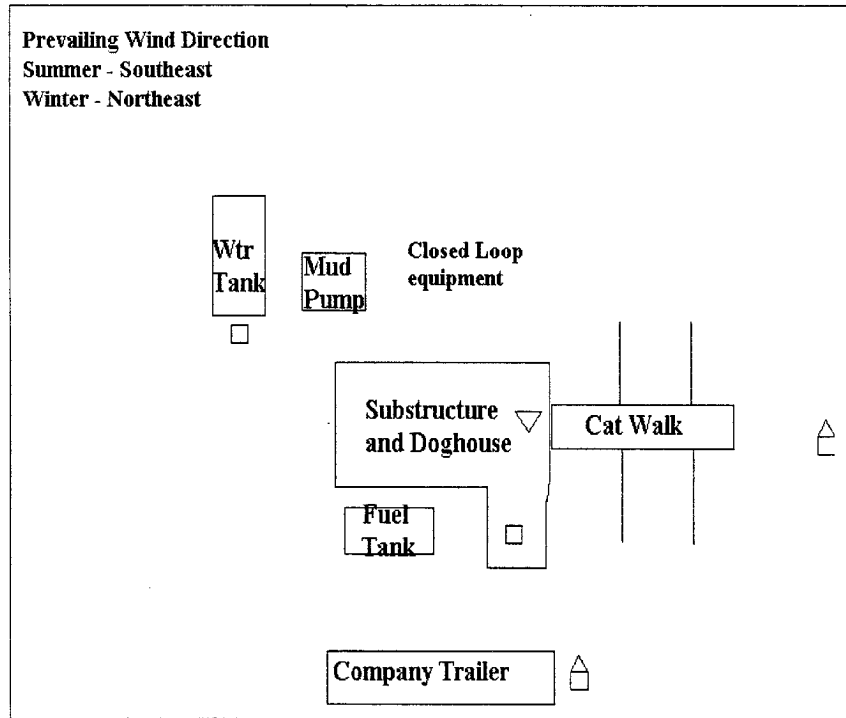 Prevailing Wind Direction
Summer - Southeast
Winter - Northeast
Wtr
Tank
Mud
Pump
Closed Loop
equipment
Substructure
and Doghouse
Cat Walk
Fuel
Tank
Company Trailer